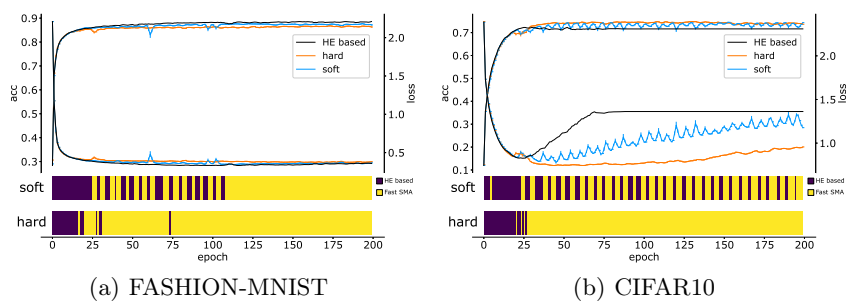 0.9
0.8
0.7
0.6
0.5
0.4
0.3
acc
2.0
1.5
1.0
0.5
loss
HE based
hard
soft
soft
HE based
Fast SMA
hard
0 25 50 75 100 125 150 175 200
epoch
(a) FASHION-MNIST
0.7
0.6
0.5
0.4
0.3
0.2
0.1
acc
2.0
1.5
1.0
loss
HE based
hard
soft
soft
HE based
Fast SMA
hard
0 25 50 75 100 125 150 175 200
epoch
(b) CIFAR10